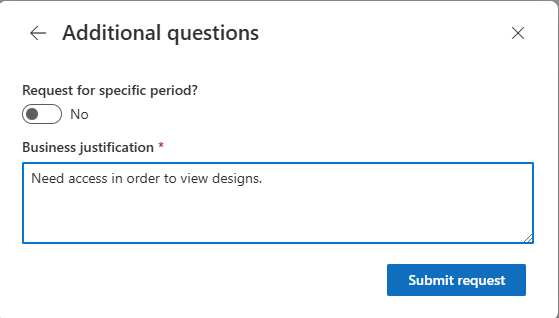 Additional questions
Request for specific period?
No
Business justification *
Need access in order to view designs.
Submit request